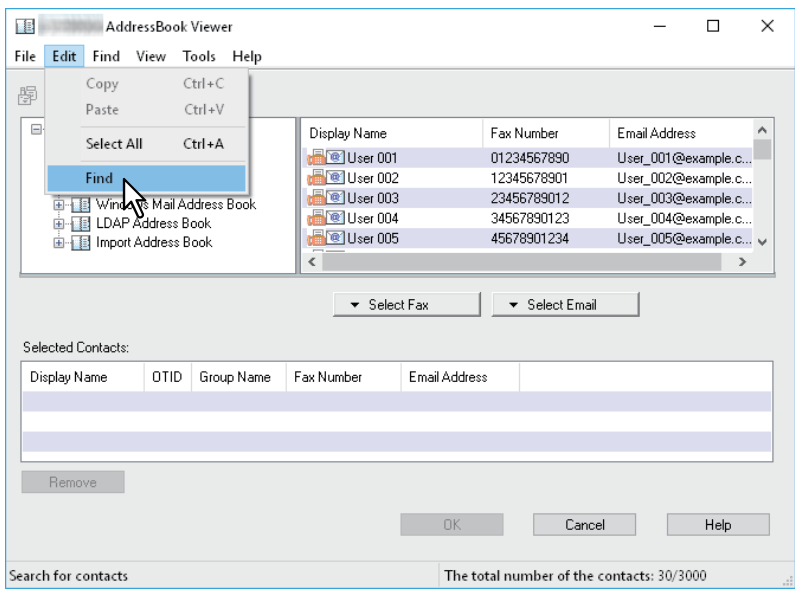 AddressBook Viewer
File Edit Find View Tools Help
Copy Ctrl+C
Paste Ctrl+V
Select All Ctrl+A
Find
Windows Mail Address Book
LDAP Address Book
Import Address Book
Display Name Fax Number Email Address
User 001 01234567890 User_001@example.c...
User 002 12345678901 User_002@example.c...
User 003 23456789012 User_003@example.c...
User 004 34567890123 User_004@example.c...
User 005 45678901234 User_005@example.c...
Select Fax Select Email
Selected Contacts:
Display Name OTID Group Name Fax Number Email Address
Remove
OK Cancel Help
Search for contacts The total number of the contacts: 30/3000